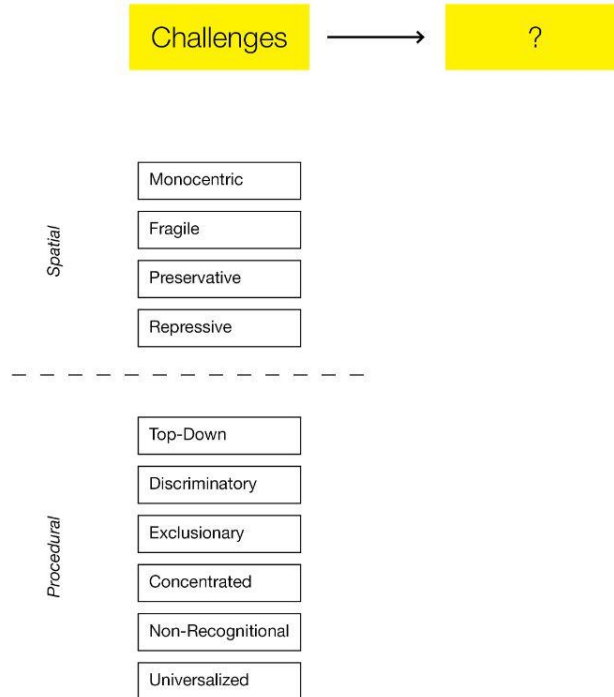 Challenges
?
Spatial
Monocentric
Fragile
Preservative
Repressive
Procedural
Top-Down
Discriminatory
Exclusionary
Concentrated
Non-Recognitional
Universalized